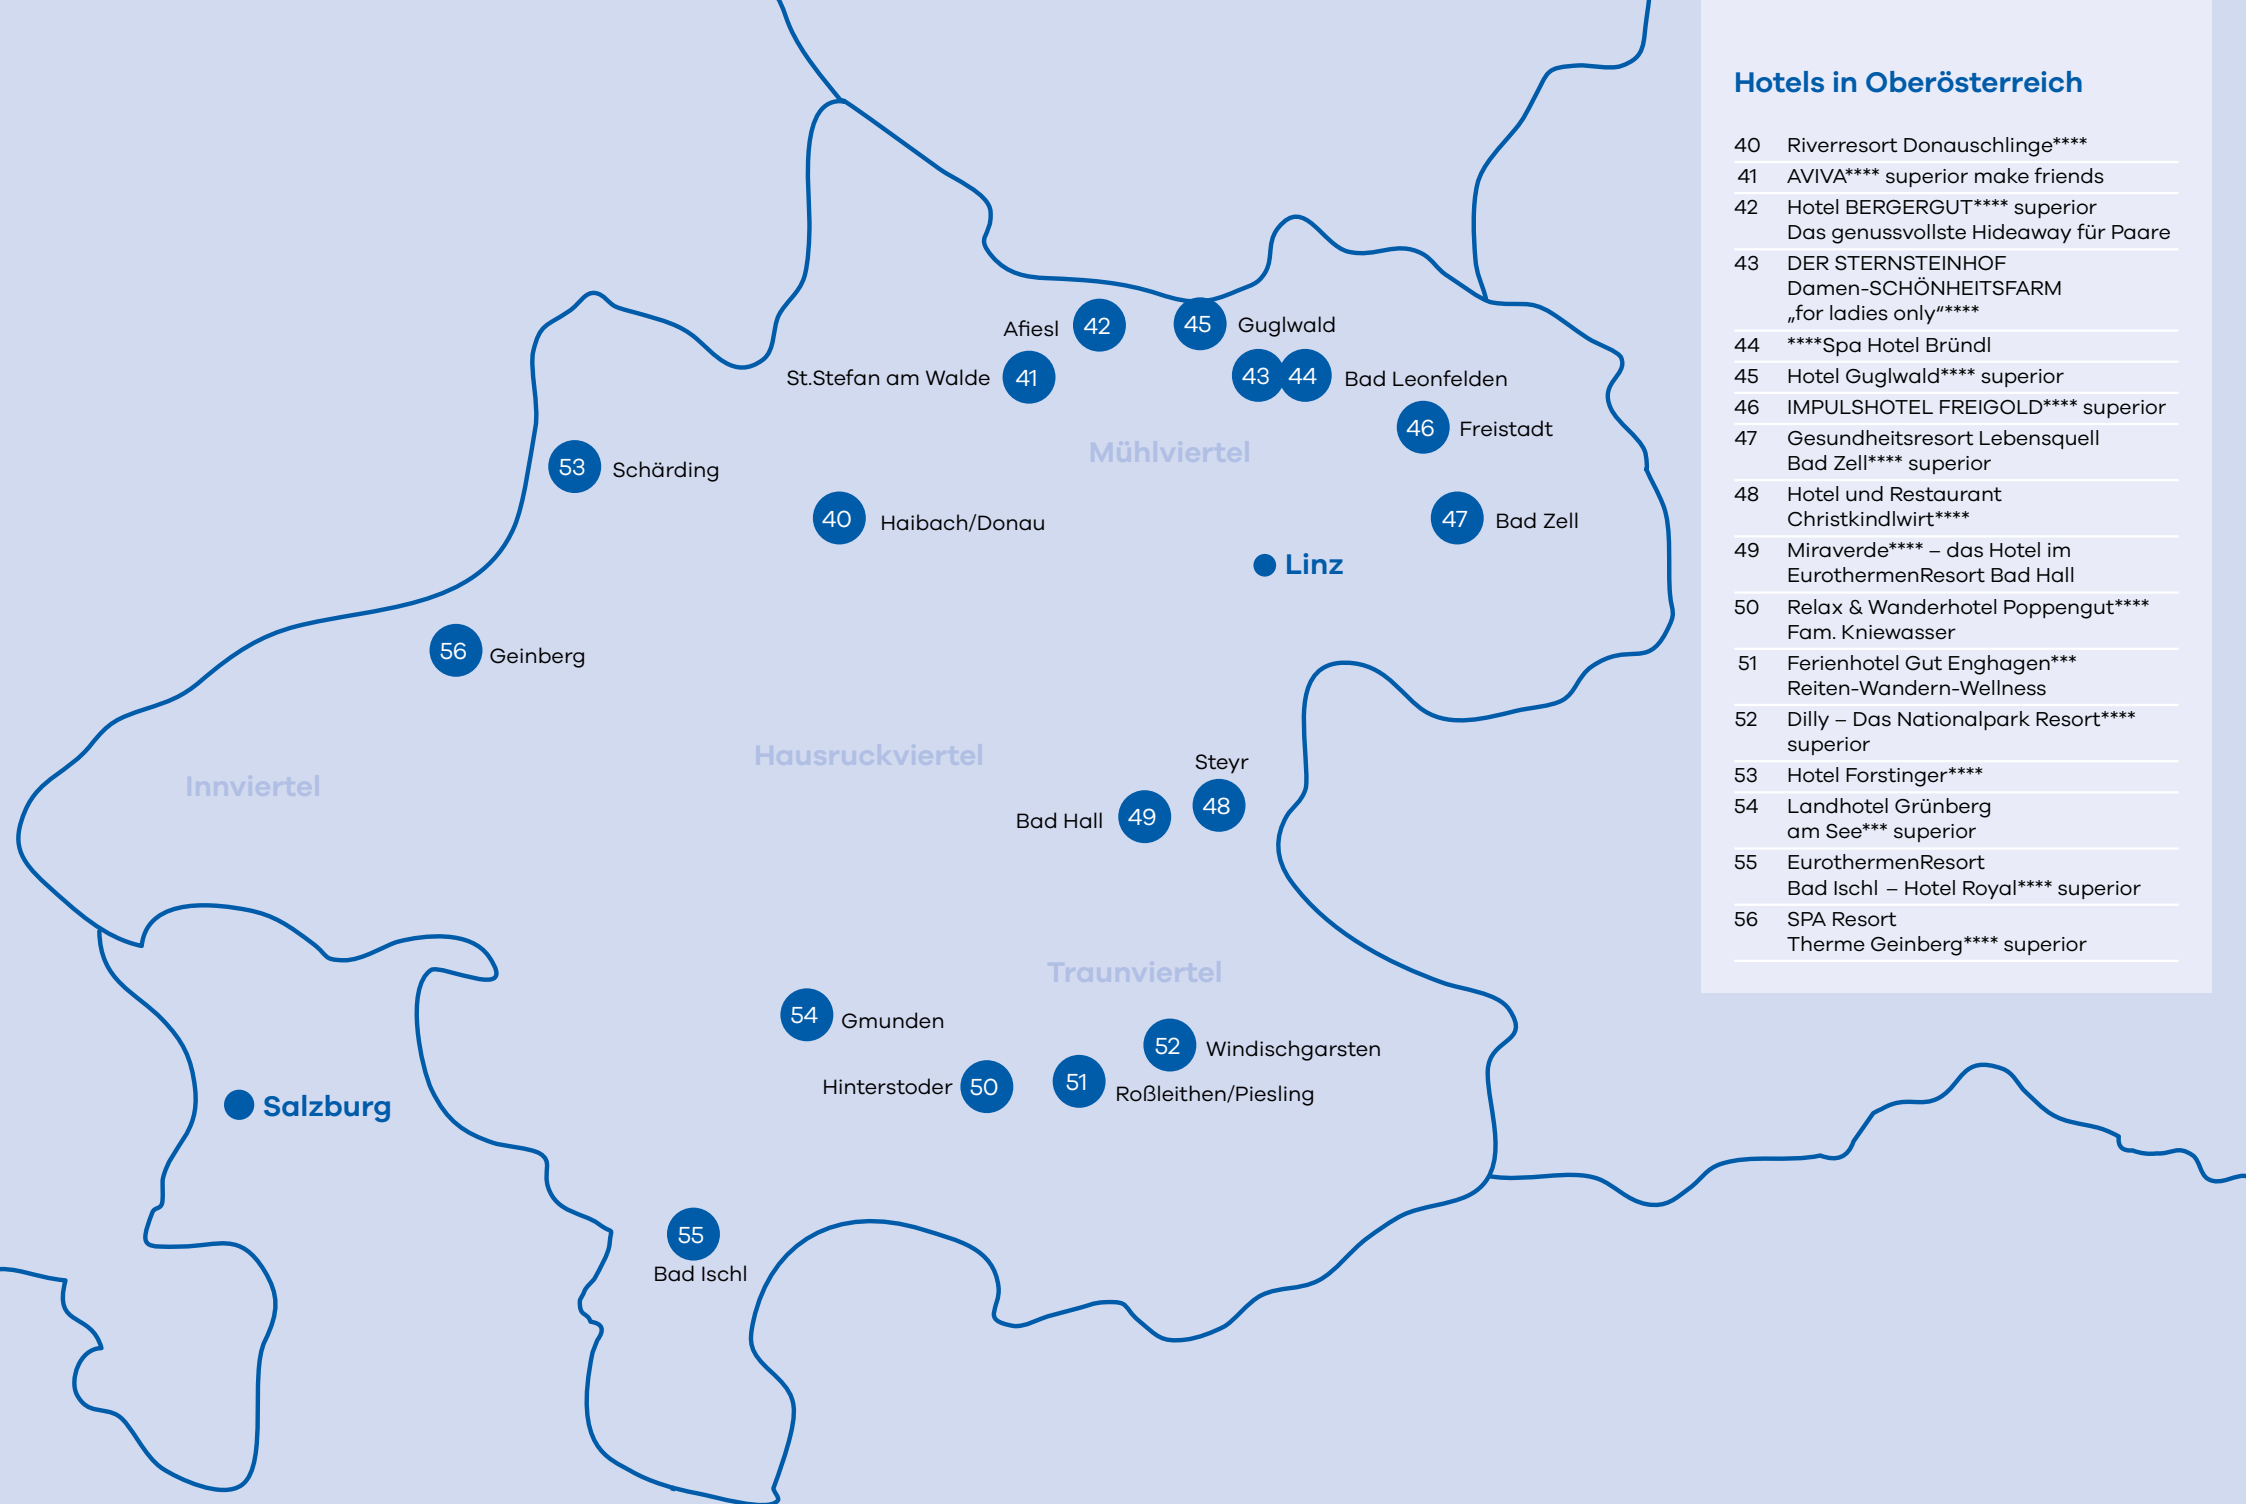 Hotels in Oberösterreich
40 Riverresort Donauschlinge****
41 AVIVA**** superior make friends
42 Hotel BERGERGUT**** superior
Das genussvollste Hideaway für Paare
43 DER STERNSTEINHOF
Damen-SCHÖNHEITSFARM
„for ladies only“****
44 ****Spa Hotel Bründl
45 Hotel Guglwald**** superior
46 IMPULSHOTEL FREIGOLD**** superior
47 Gesundheitsresort Lebensquell
Bad Zell**** superior
48 Hotel und Restaurant
Christkindlwirt****
49 Miraverde**** – das Hotel im
EurothermenResort Bad Hall
50 Relax & Wanderhotel Poppengut****
Fam. Kniewasser
51 Ferienhotel Gut Enghagen***
Reiten-Wandern-Wellness
52 Dilly – Das Nationalpark Resort****
superior
53 Hotel Forstinger****
54 Landhotel Grünberg
am See*** superior
55 EurothermenResort
Bad Ischl – Hotel Royal**** superior
56 SPA Resort
Therme Geinberg**** superior
Afiesl 42
45 Guglwald
St.Stefan am Walde 41
43 44 Bad Leonfelden
46 Freistadt
Mühlviertel
53 Schärding
40 Haibach/Donau
47 Bad Zell
Linz
56 Geinberg
Hausruckviertel
Innviertel
Steyr
48
Bad Hall 49
Traunviertel
54 Gmunden
52 Windischgarsten
Hinterstoder 50
51 Roßleithen/Piesling
Salzburg
55
Bad Ischl